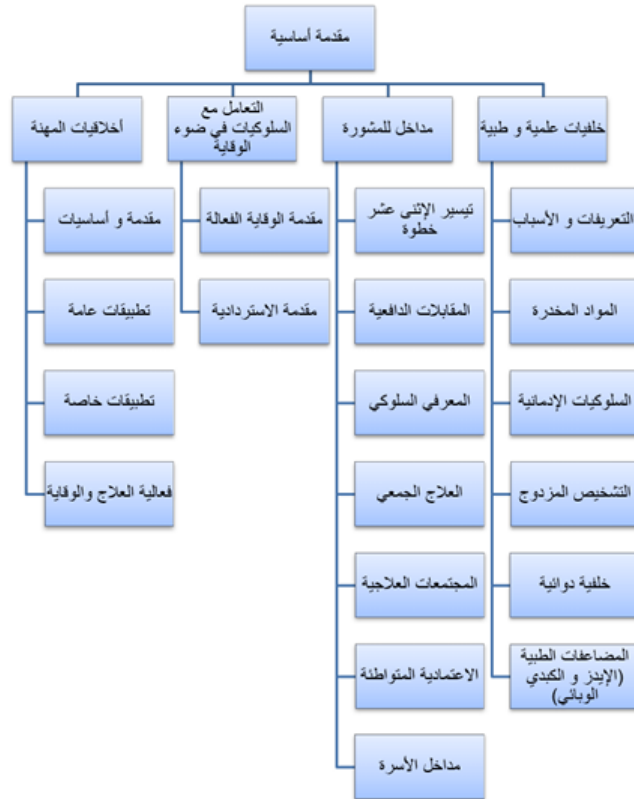 مقدمة أساسية
خلفيات علمية و طبية
التعريفات و الأسباب
المواد المخدرة
السلوكيات الإدمانية
التشخيص المزدوج
خلفية دوائية
المضاعفات الطبية
(الإيدز و الكبدي
الوبائي)
مداخل للمشورة
تيسير الإثنى عشر
خطوة
المقابلات الدافعية
المعرفي السلوكي
العلاج الجمعي
المجتمعات العلاجية
الاعتمادية المتواطئة
مداخل الأسرة
التعامل مع
السلوكيات في ضوء
الوقاية
مقدمة الوقاية الفعالة
مقدمة الاستردادية
أخلاقيات المهنة
مقدمة و أساسيات
تطبيقات عامة
تطبيقات خاصة
فعالية العلاج والوقاية